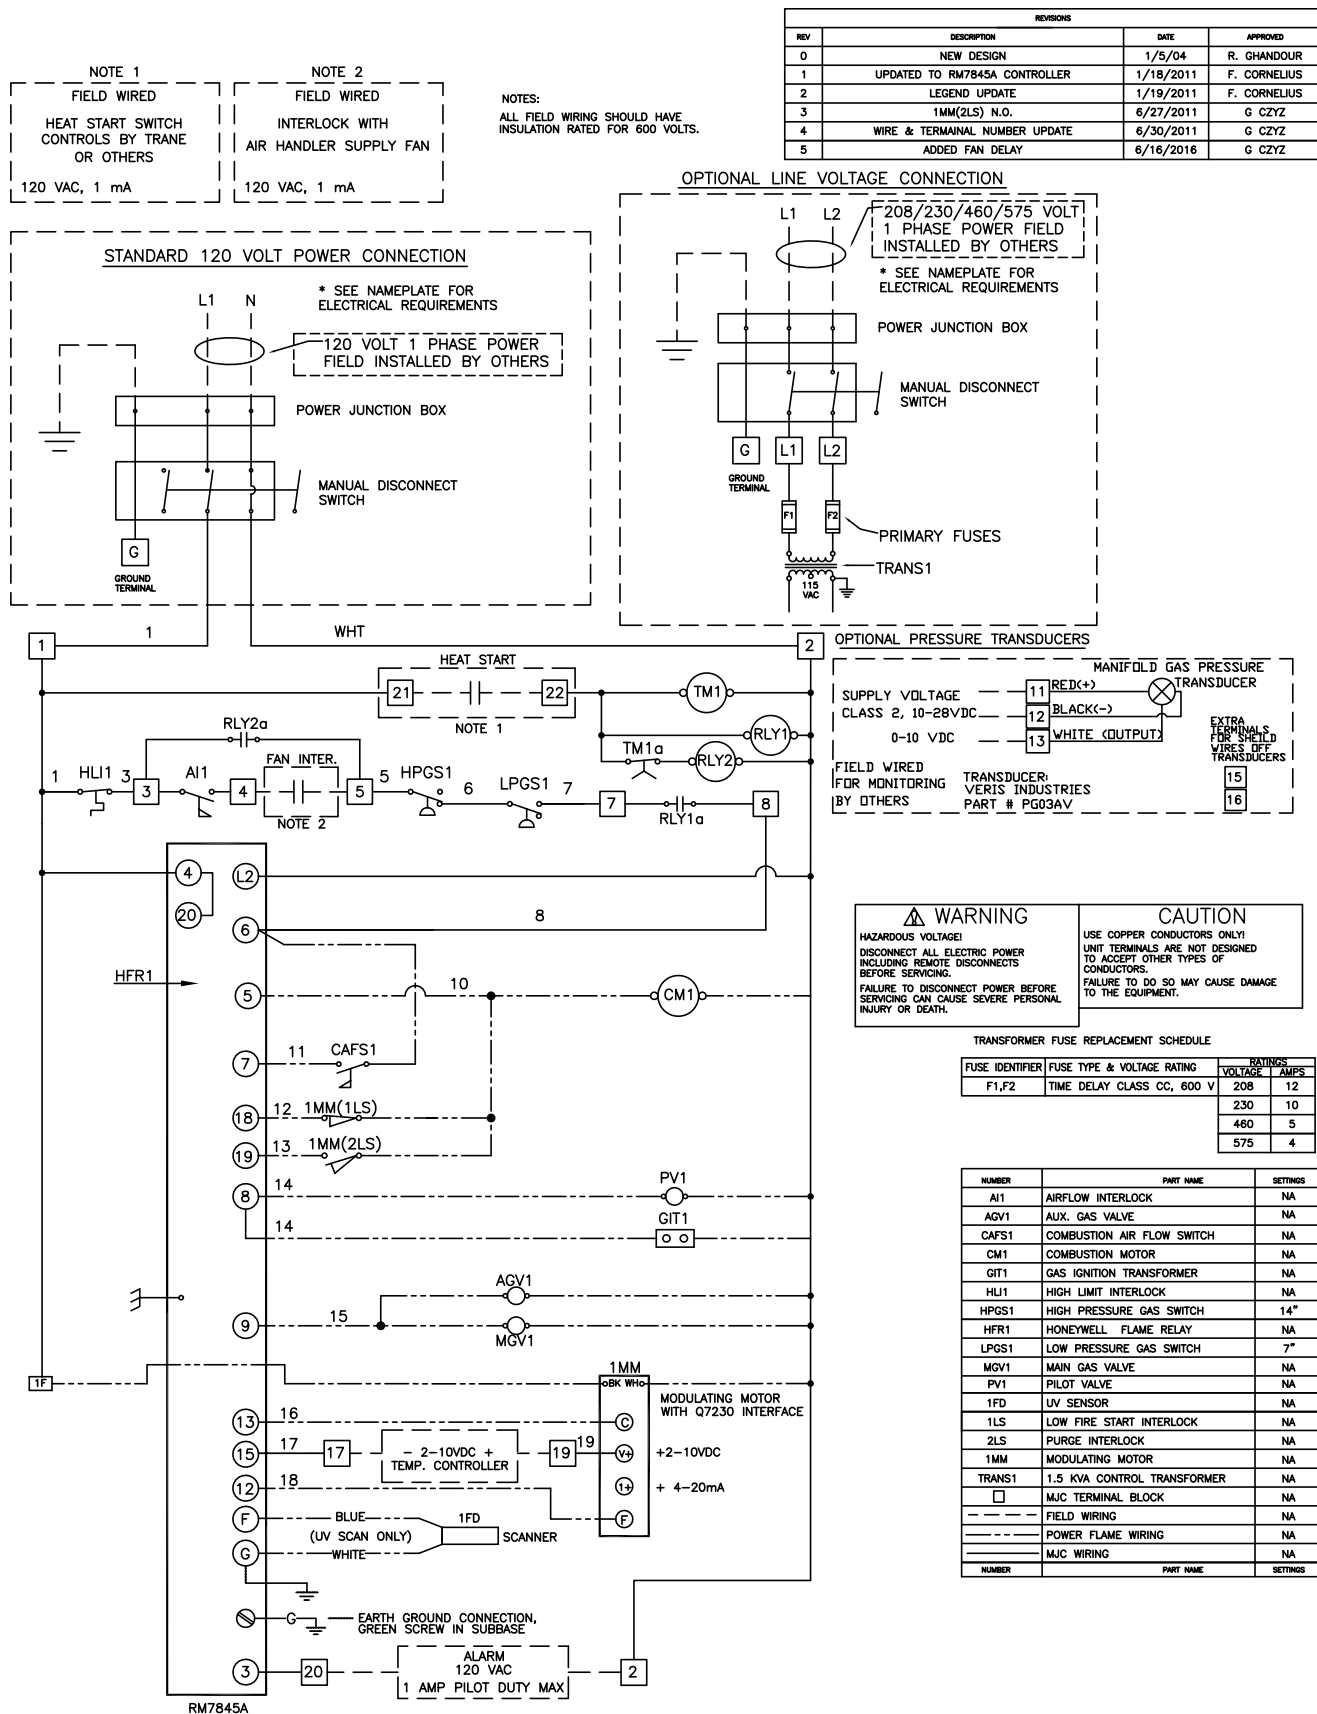 REVISIONS
REV DESCRIPTION DATE APPROVED
0 NEW DESIGN 1/5/04 R. GHANDOUR
1 UPDATED TO RM7845A CONTROLLER 1/18/2011 F. CORNELIUS
2 LEGEND UPDATE 1/19/2011 F. CORNELIUS
3 1MM(2LS) N.O. 6/27/2011 G CZYZ
4 WIRE & TERMAINAL NUMBER UPDATE 6/30/2011 G CZYZ
5 ADDED FAN DELAY 6/16/2016 G CZYZ
NOTE 1
FIELD WIRED
HEAT START SWITCH
CONTROLS BY TRANE
OR OTHERS
120 VAC, 1 mA
NOTE 2
FIELD WIRED
INTERLOCK WITH
AIR HANDLER SUPPLY FAN
120 VAC, 1 mA
NOTES:
ALL FIELD WIRING SHOULD HAVE
INSULATION RATED FOR 600 VOLTS.
STANDARD 120 VOLT POWER CONNECTION
L1 N
* SEE NAMEPLATE FOR
ELECTRICAL REQUIREMENTS
120 VOLT 1 PHASE POWER
FIELD INSTALLED BY OTHERS
POWER JUNCTION BOX
MANUAL DISCONNECT
SWITCH
G
GROUND
TERMINAL
OPTIONAL LINE VOLTAGE CONNECTION
L1 L2
208/230/460/575 VOLT
1 PHASE POWER FIELD
INSTALLED BY OTHERS
* SEE NAMEPLATE FOR
ELECTRICAL REQUIREMENTS
POWER JUNCTION BOX
MANUAL DISCONNECT
SWITCH
G L1 L2
GROUND
TERMINAL
F1 F2
PRIMARY FUSES
TRANS1
115
VAC
1 1 WHT 2
HEAT START
21 22 TM1
NOTE 1
RLY1
TM1a RLY2
RLY2a
1 HLI1 3 3 AI1 4 FAN INTER. 5 5 HPGS1 6 LPGS1 7 7 RLY1a 8
NOTE 2
OPTIONAL PRESSURE TRANSDUCERS
MANIFOLD GAS PRESSURE
TRANSDUCER
SUPPLY VOLTAGE
CLASS 2, 10-28VDC
0-10 VDC
11 RED(+)
12 BLACK(-)
13 WHITE (OUTPUT)
EXTRA
TERMINALS
FOR SHEILD
WIRES OFF
TRANSDUCERS
15
16
FIELD WIRED
FOR MONITORING
BY OTHERS
TRANSDUCER:
VERIS INDUSTRIES
PART # PG03AV
4 L2
20
6 8
HFR1
5 10 CM1
7 11 CAFS1
18 12 1MM(1LS)
19 13 1MM(2LS)
8 14 PV1
14 GIT1
AGV1
9 15 MGV1
1F
1MM
BK WH
MODULATING MOTOR
WITH Q7230 INTERFACE
13 16 C
15 17 17 - 2-10VDC + 19 19 V+ +2-10VDC
TEMP. CONTROLLER
12 18 1+ + 4-20mA
F BLUE 1FD F
(UV SCAN ONLY) SCANNER
G WHITE
G EARTH GROUND CONNECTION,
GREEN SCREW IN SUBBASE
3 20 ALARM
120 VAC
1 AMP PILOT DUTY MAX
2
RM7845A
WARNING
HAZARDOUS VOLTAGE!
DISCONNECT ALL ELECTRIC POWER
INCLUDING REMOTE DISCONNECTS
BEFORE SERVICING.
FAILURE TO DISCONNECT POWER BEFORE
SERVICING CAN CAUSE SEVERE PERSONAL
INJURY OR DEATH.
CAUTION
USE COPPER CONDUCTORS ONLY!
UNIT TERMINALS ARE NOT DESIGNED
TO ACCEPT OTHER TYPES OF
CONDUCTORS.
FAILURE TO DO SO MAY CAUSE DAMAGE
TO THE EQUIPMENT.
TRANSFORMER FUSE REPLACEMENT SCHEDULE
FUSE IDENTIFIER FUSE TYPE & VOLTAGE RATING RATINGS
VOLTAGE AMPS
F1,F2 TIME DELAY CLASS CC, 600 V 208 12
230 10
460 5
575 4
NUMBER PART NAME SETTINGS
AI1 AIRFLOW INTERLOCK NA
AGV1 AUX. GAS VALVE NA
CAFS1 COMBUSTION AIR FLOW SWITCH NA
CM1 COMBUSTION MOTOR NA
GIT1 GAS IGNITION TRANSFORMER NA
HLI1 HIGH LIMIT INTERLOCK NA
HPGS1 HIGH PRESSURE GAS SWITCH 14"
HFR1 HONEYWELL FLAME RELAY NA
LPGS1 LOW PRESSURE GAS SWITCH 7"
MGV1 MAIN GAS VALVE NA
PV1 PILOT VALVE NA
1FD UV SENSOR NA
1LS LOW FIRE START INTERLOCK NA
2LS PURGE INTERLOCK NA
1MM MODULATING MOTOR NA
TRANS1 1.5 KVA CONTROL TRANSFORMER NA
MJC TERMINAL BLOCK NA
FIELD WIRING NA
POWER FLAME WIRING NA
MJC WIRING NA
NUMBER PART NAME SETTINGS